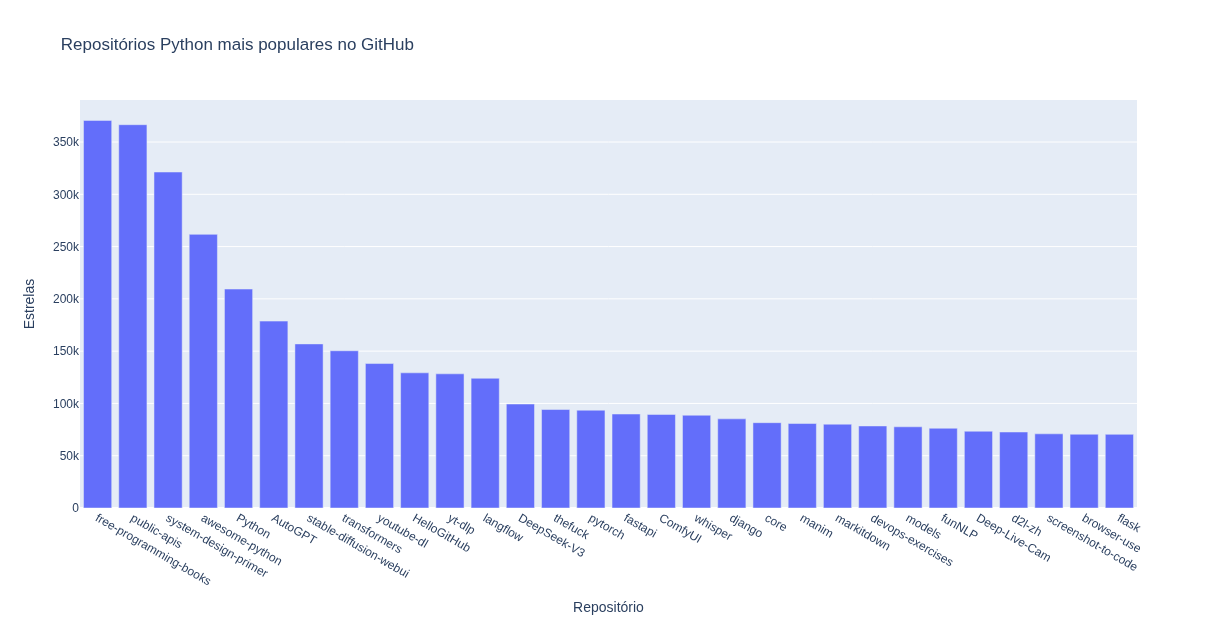 Repositórios Python mais populares no GitHub
Estrelas
350k
300k
250k
200k
150k
100k
50k
0
free-programming-books
public-apis
system-design-primer
awesome-python
Python
AutoGPT
stable-diffusion-webui
transformers
youtube-dl
HelloGitHub
yt-dlp
langflow
DeepSeek-V3
thefuck
pytorch
fastapi
ComfyUI
whisper
django
core
manim
markitdown
devops-exercises
models
funNLP
Deep-Live-Cam
d2l-zh
screenshot-to-code
browser-use
flask
Repositório